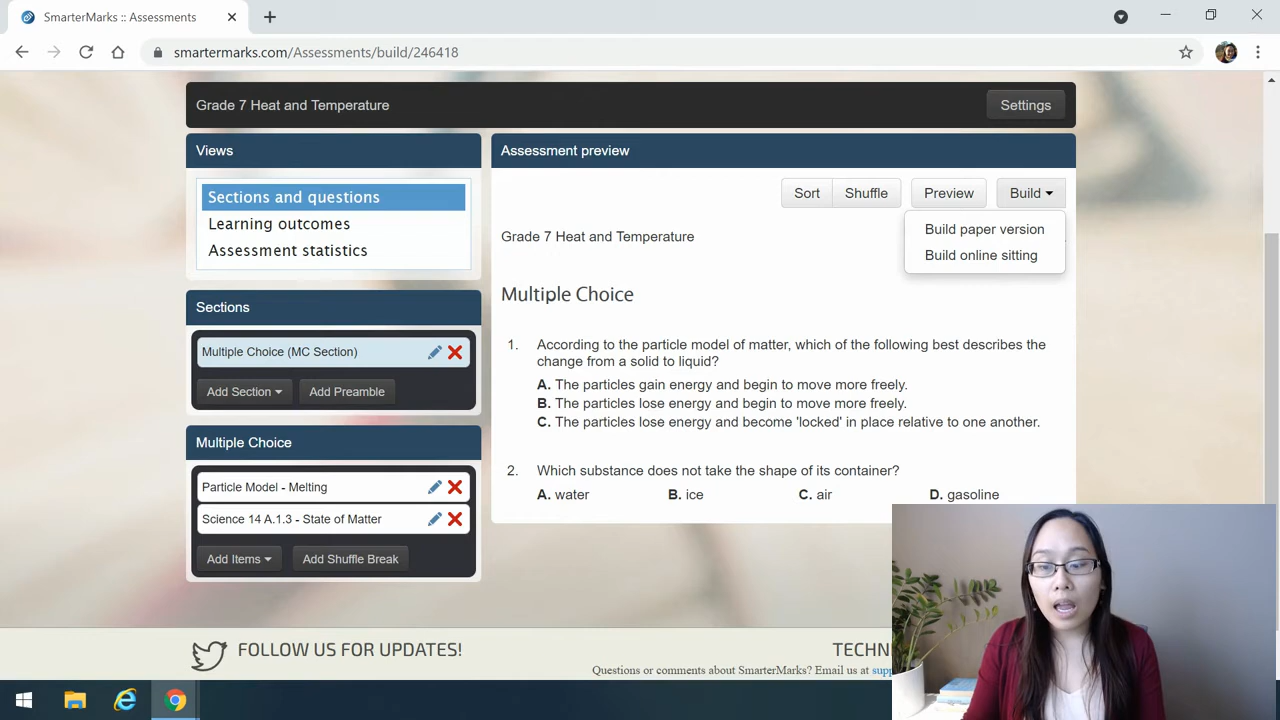 SmarterMarks :: Assessments
smartermarks.com/Assessments/build/246418
Grade 7 Heat and Temperature
Settings
Views
Sections and questions
Learning outcomes
Assessment statistics
Sections
Multiple Choice (MC Section)
Add Section
Add Preamble
Multiple Choice
Particle Model - Melting
Science 14 A.1.3 - State of Matter
Add Items
Add Shuffle Break
Assessment preview
Sort
Shuffle
Preview
Build
Build paper version
Build online sitting
Grade 7 Heat and Temperature
Multiple Choice
1. According to the particle model of matter, which of the following best describes the
change from a solid to liquid?
A. The particles gain energy and begin to move more freely.
B. The particles lose energy and begin to move more freely.
C. The particles lose energy and become 'locked' in place relative to one another.
2. Which substance does not take the shape of its container?
A. water B. ice C. air D. gasoline
FOLLOW US FOR UPDATES!
TECHN
Questions or comments about SmarterMarks? Email us at supp